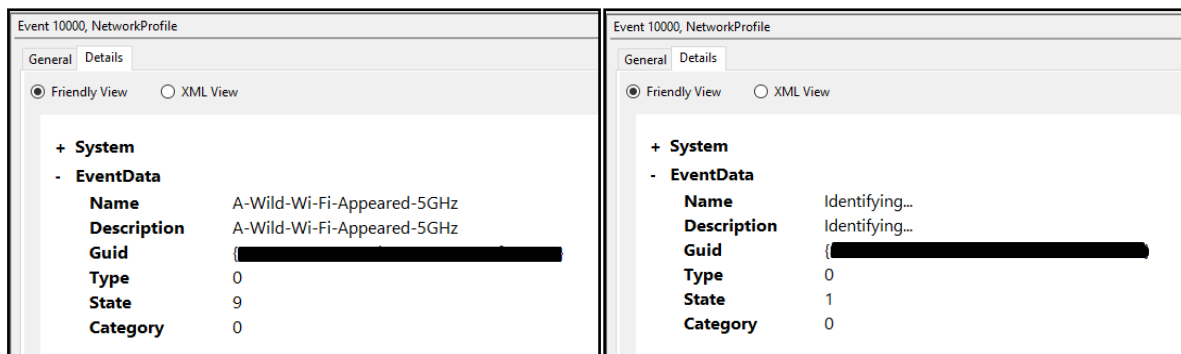 Event 10000, NetworkProfile
General Details
Friendly View XML View
+ System
- EventData
Name A-Wild-Wi-Fi-Appeared-5GHz
Description A-Wild-Wi-Fi-Appeared-5GHz
Guid {
Type 0
State 9
Category 0
Event 10000, NetworkProfile
General Details
Friendly View XML View
+ System
- EventData
Name Identifying...
Description Identifying...
Guid {
Type 0
State 1
Category 0